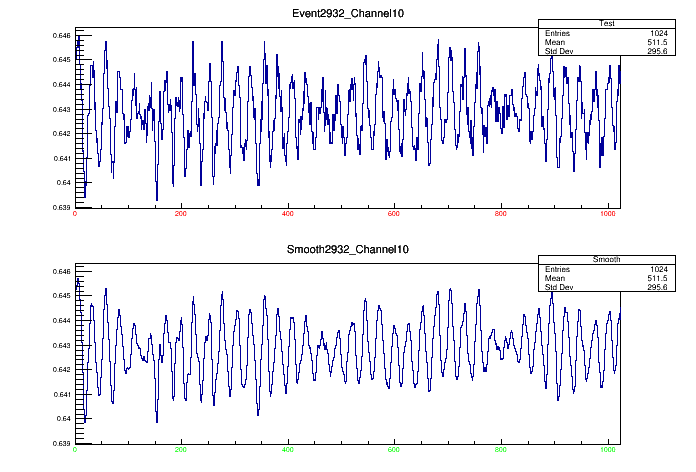 Event2932_Channel10
Test
Entries 1024
Mean 511.5
Std Dev 295.6
0.646
0.645
0.644
0.643
0.642
0.641
0.64
0.639
0 200 400 600 800 1000
Smooth2932_Channel10
Smooth
Entries 1024
Mean 511.5
Std Dev 295.6
0.646
0.645
0.644
0.643
0.642
0.641
0.64
0.639
0 200 400 600 800 1000